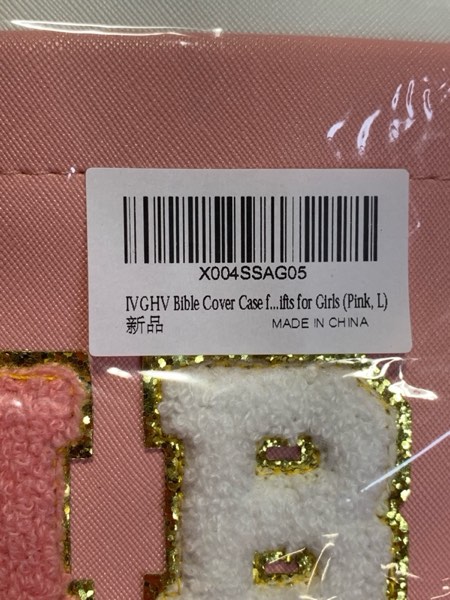 X004SSAG05
IVGHV Bible Cover Case f...ifts for Girls (Pink, L)
新品 MADE IN CHINA
B